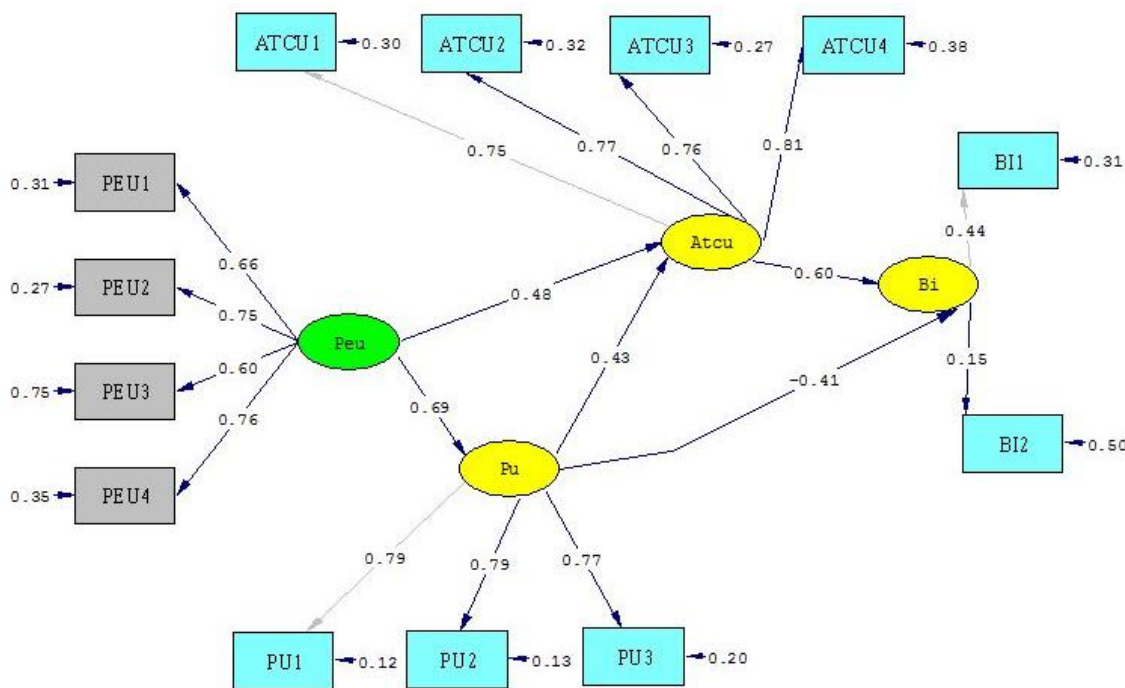 ATCU1
0.30
ATCU2
0.32
ATCU3
0.27
ATCU4
0.38
0.75
0.77
0.76
0.81
0.31
PEU1
BI1
0.31
0.66
0.44
Atcu
0.27
PEU2
0.75
0.48
0.60
Bi
Peu
0.43
0.15
0.75
PEU3
0.60
-0.41
0.69
0.76
BI2
0.50
Pu
0.35
PEU4
0.79
0.79
0.77
PU1
0.12
PU2
0.13
PU3
0.20